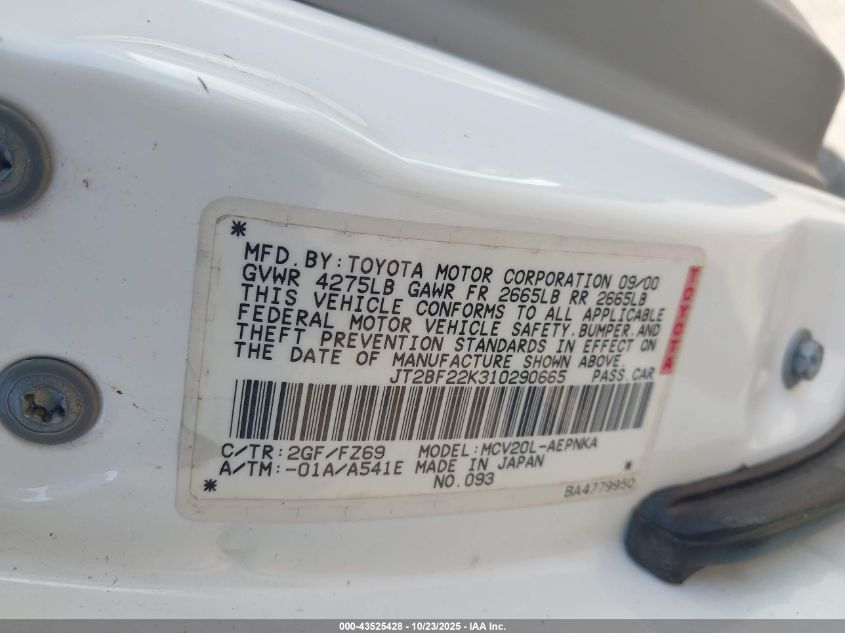 *
MFD.BY:TOYOTA MOTOR CORPORATION 09/00
GVWR 4275LB GAWR FR 2665LB RR 2665LB
THIS VEHICLE CONFORMS TO ALL APPLICABLE
FEDERAL MOTOR VEHICLE SAFETY.BUMPER.AND
THEFT PREVENTION STANDARDS IN EFFECT ON
THE DATE OF MANUFACTURE SHOWN ABOVE.
JT2BF22K310290665 PASS.CAR
TOYOTA
C/TR:2GF/FZ69 MODEL:MCV20L-AEPNKA
A/TM:-01A/A541E MADE IN JAPAN
* NO.093 *
BA477995Q
000-43525428 - 10/23/2025 - IAA Inc.